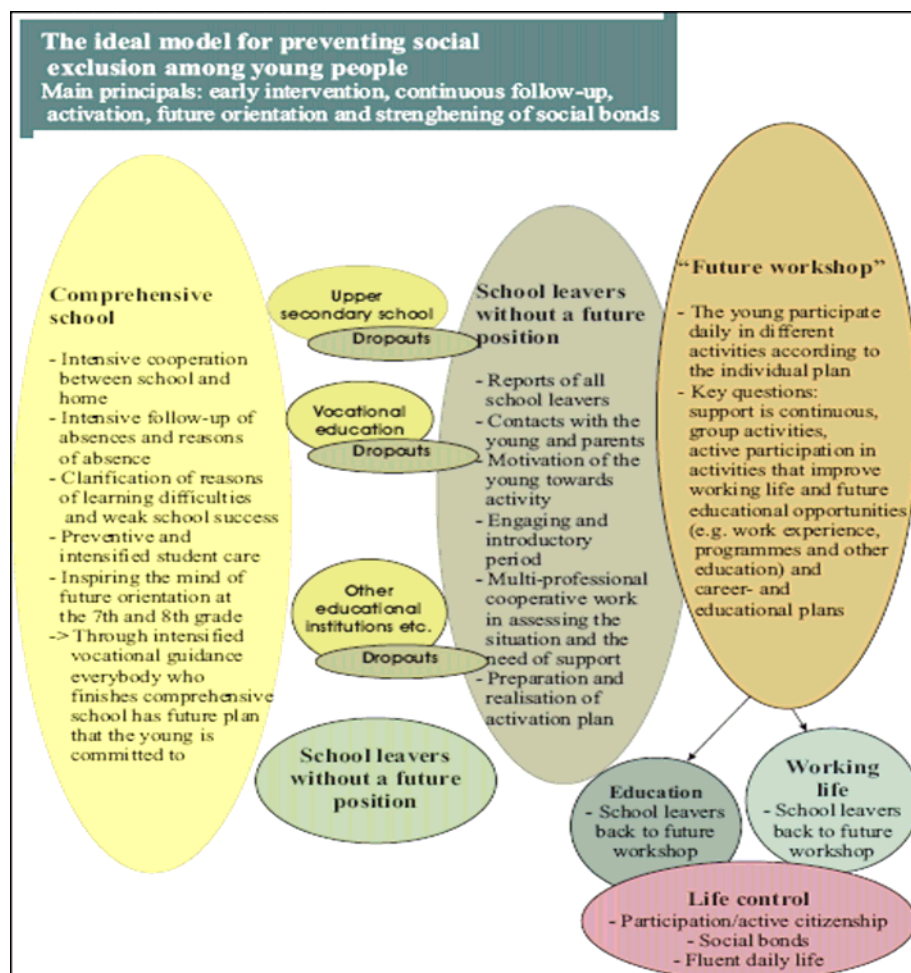 The ideal model for preventing social
exclusion among young people
Main principals: early intervention, continuous follow-up,
activation, future orientation and strenghening of social bonds
Comprehensive
school
- Intensive cooperation
between school and
home
- Intensive follow-up of
absences and reasons
of absence
- Clarification of reasons
of learning difficulties
and weak school success
- Preventive and
intensified student care
- Inspiring the mind of
future orientation at
the 7th and 8th grade
-> Through intensified
vocational guidance
everybody who
finishes comprehensive
school has future plan
that the young is
committed to
Upper
secondary school
Dropouts
Vocational
education
Dropouts
Other
educational
institutions etc.
Dropouts
School leavers
without a future
position
School leavers
without a future
position
- Reports of all
school leavers
- Contacts with the
young and parents
- Motivation of the
young towards
activity
- Engaging and
introductory
period
- Multi-professional
cooperative work
in assessing the
situation and the
need of support
- Preparation and
realisation of
activation plan
"Future workshop"
- The young participate
daily in different
activities according to
the individual plan
- Key questions:
support is continuous,
group activities,
active participation in
activities that improve
working life and future
educational opportunities
(e.g. work experience,
programmes and other
education) and
career- and
educational plans
Education
- School leavers
back to future
workshop
Working
life
- School leavers
back to future
workshop
Life control
- Participation/active citizenship
- Social bonds
- Fluent daily life